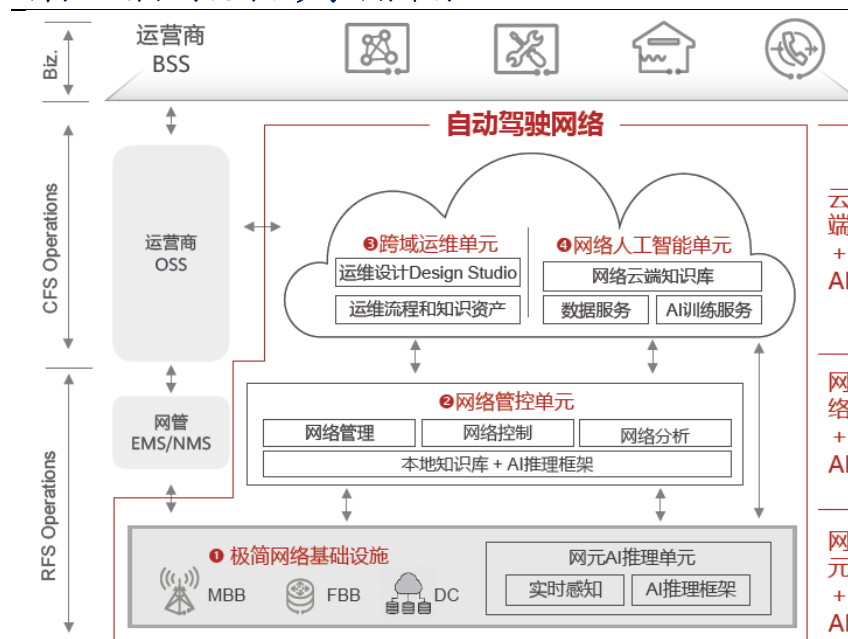 Biz.
运营商
BSS
自动驾驶网络
CFS Operations
运营商
OSS
❸跨域运维单元
运维设计Design Studio
运维流程和知识资产
❹网络人工智能单元
网络云端知识库
数据服务
AI训练服务
云
端
+
AI
RFS Operations
网管
EMS/NMS
❷网络管控单元
网络管理
网络控制
网络分析
本地知识库 + AI推理框架
网
络
+
AI
❶ 极简网络基础设施
MBB
FBB
DC
网元AI推理单元
实时感知
AI推理框架
网
元
+
AI